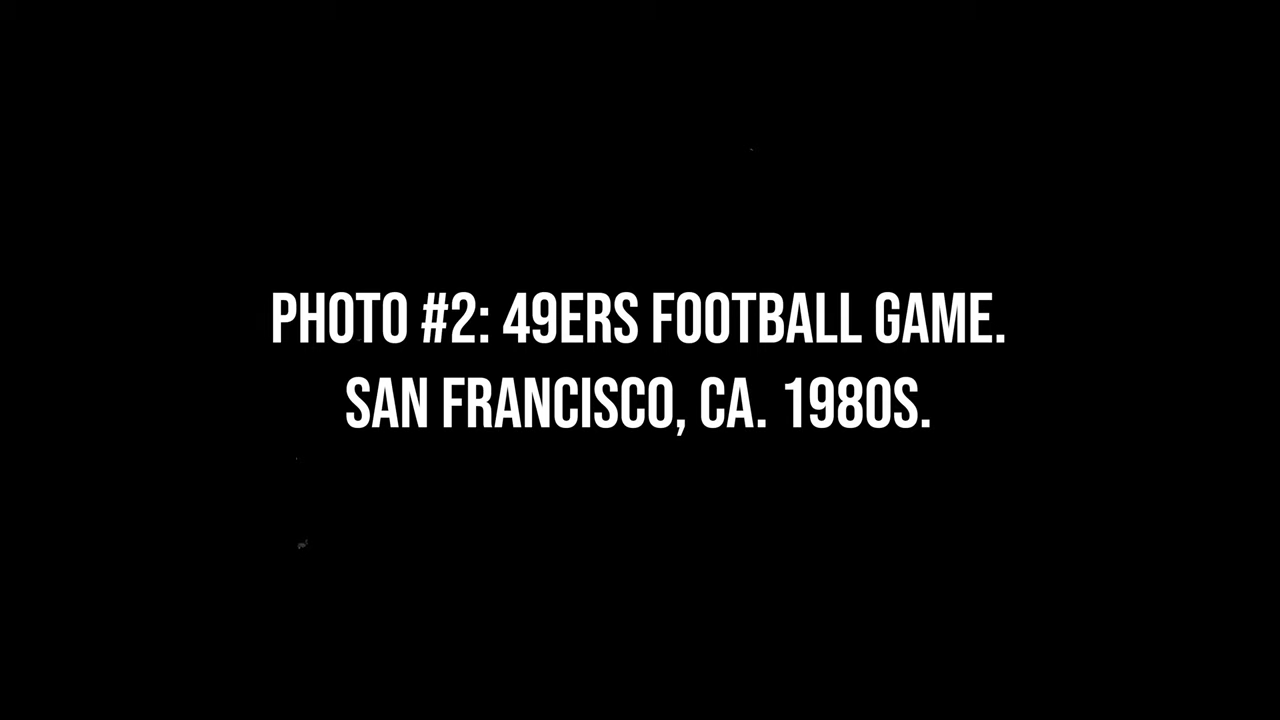 PHOTO #2: 49ERS FOOTBALL GAME.
SAN FRANCISCO, CA. 1980S.